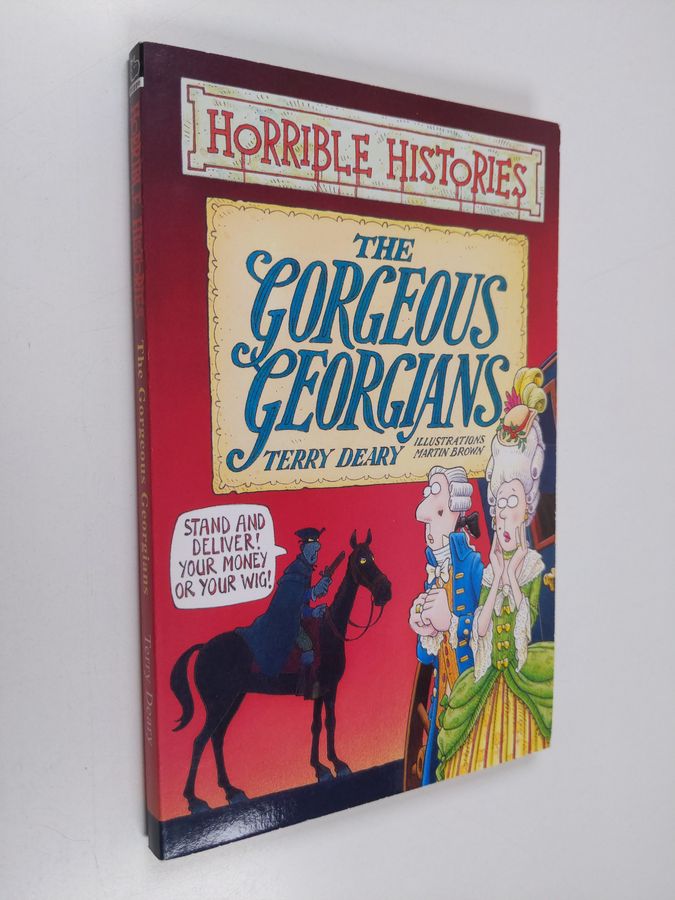 HORRIBLE HISTORIES
THE
GORGEOUS
GEORGIANS
TERRY DEARY
ILLUSTRATIONS
MARTIN BROWN
STAND AND
DELIVER!
YOUR MONEY
OR YOUR WIG!
HORRIBLE HISTORIES The Gorgeous Georgians Terry Deary